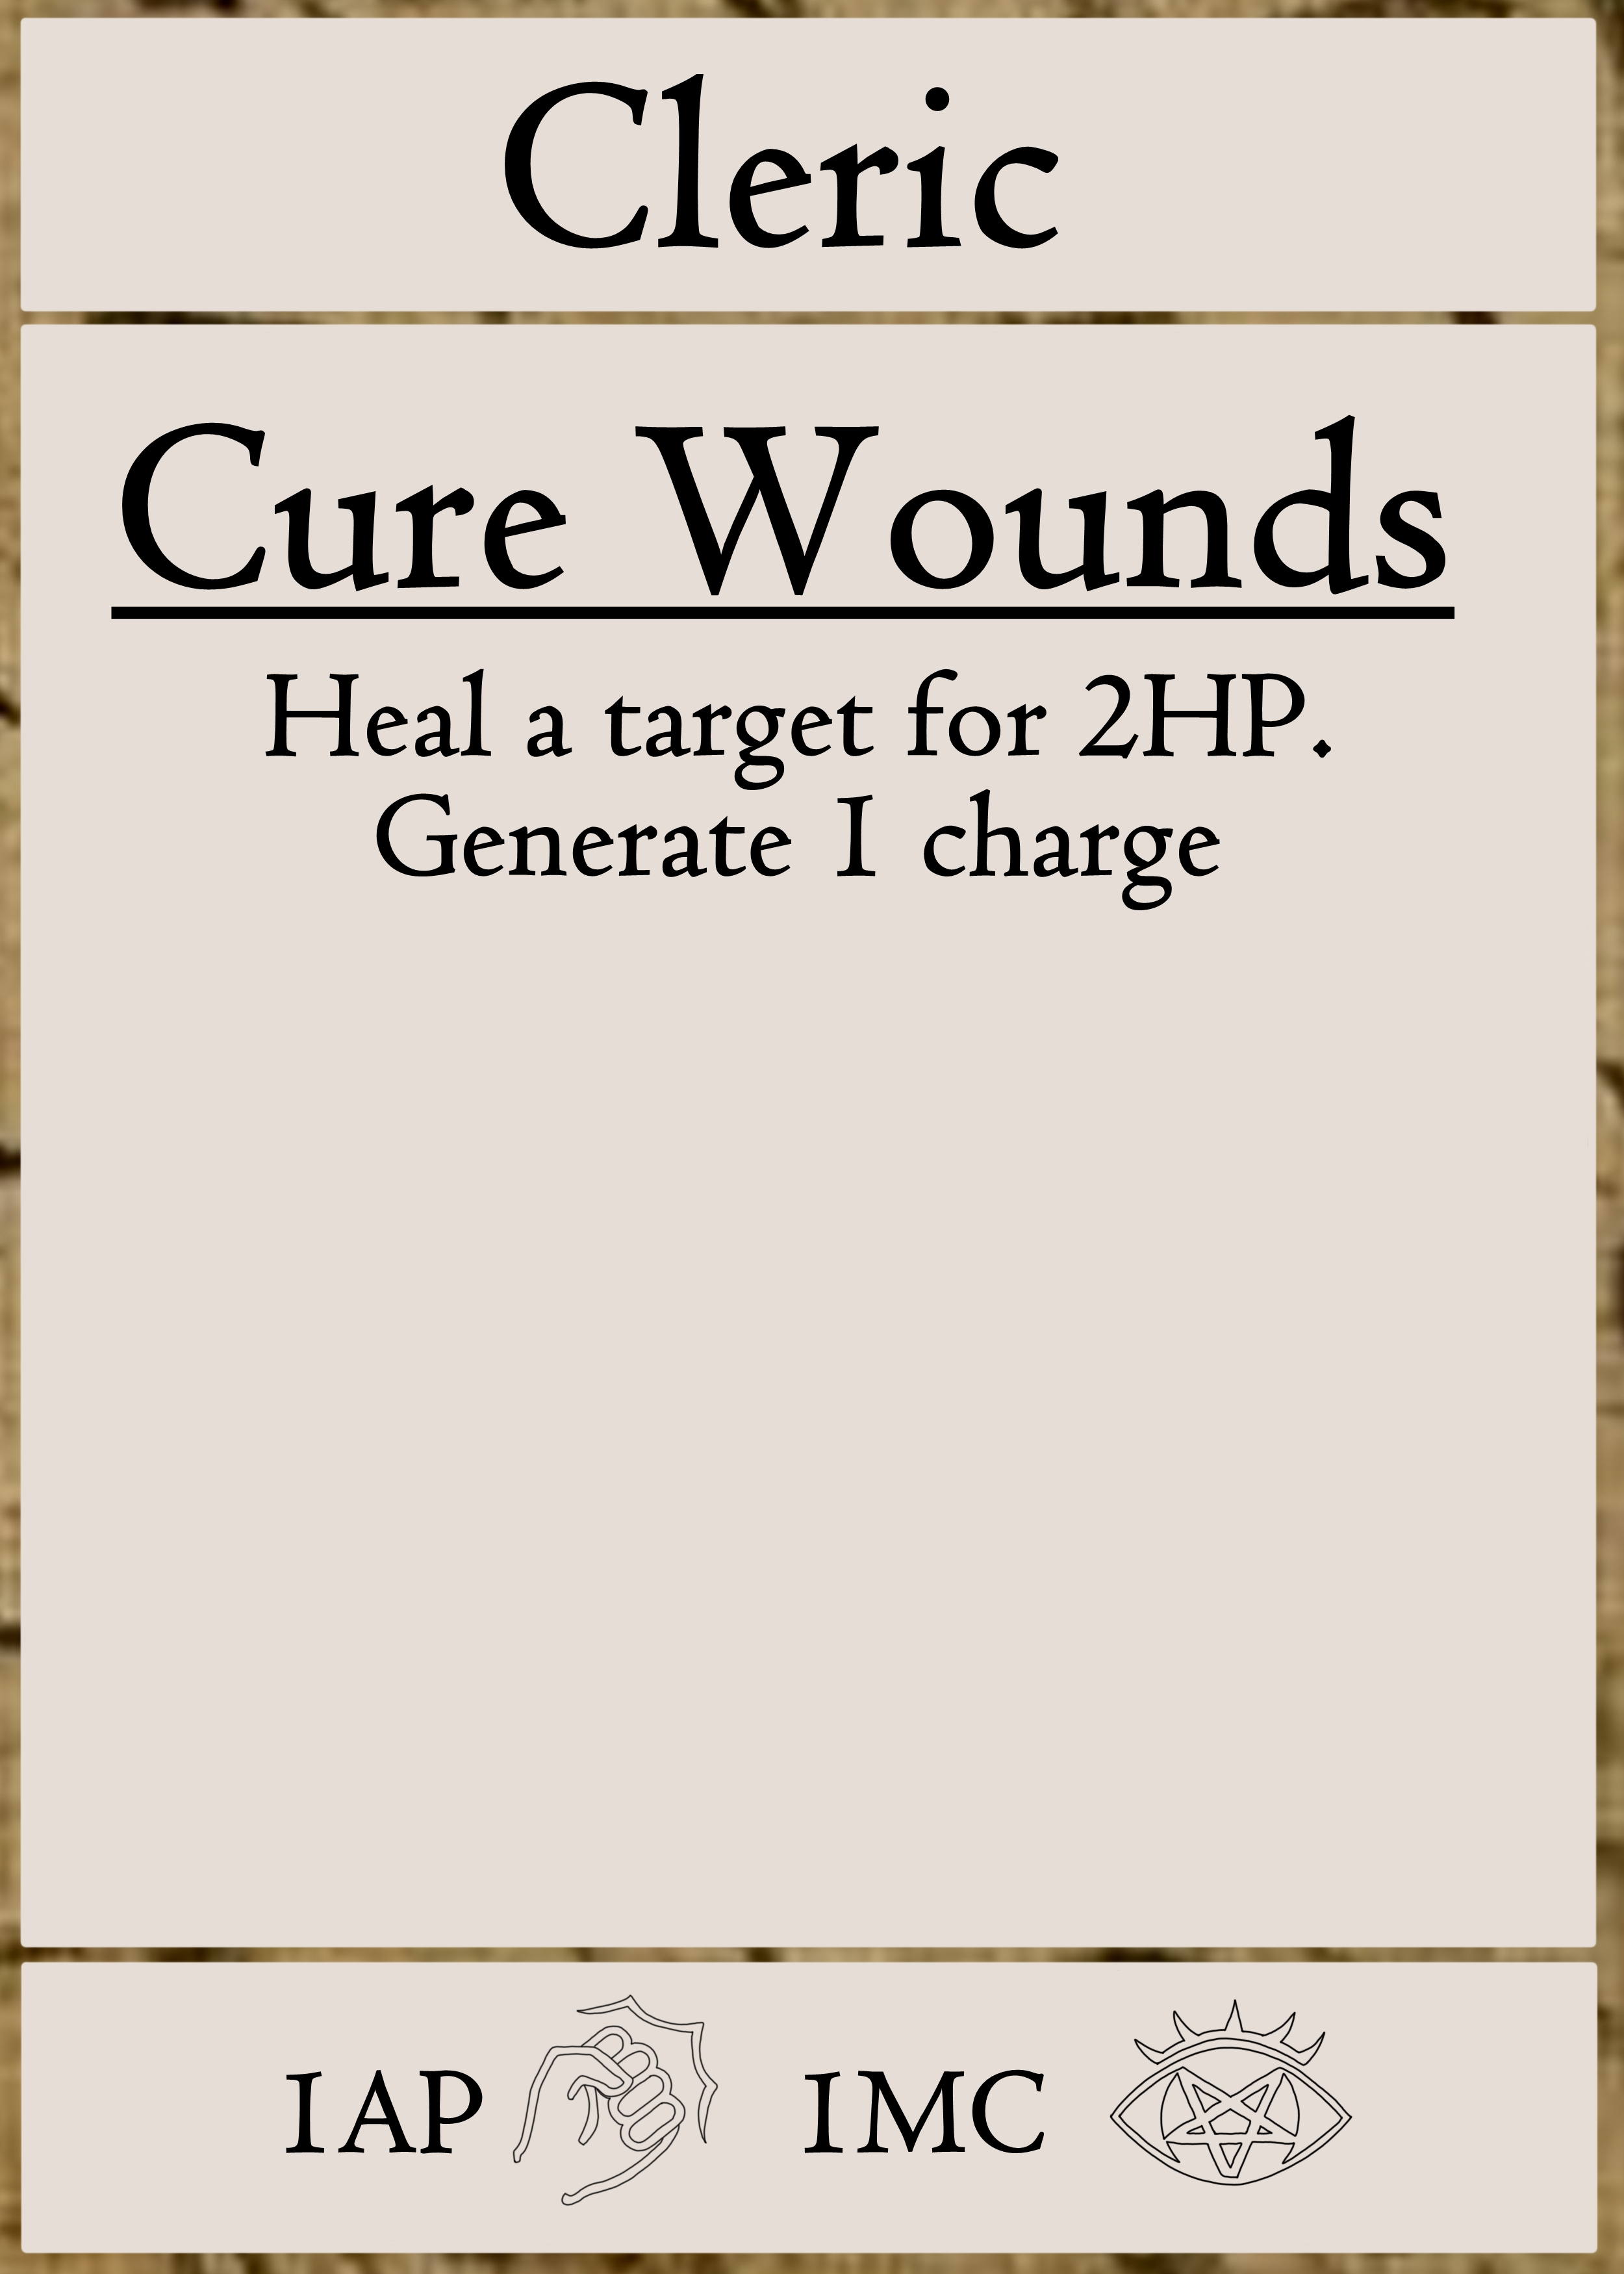 Cleric
Cure Wounds
Heal a target for 2HP.
Generate 1 charge
1AP 1MC